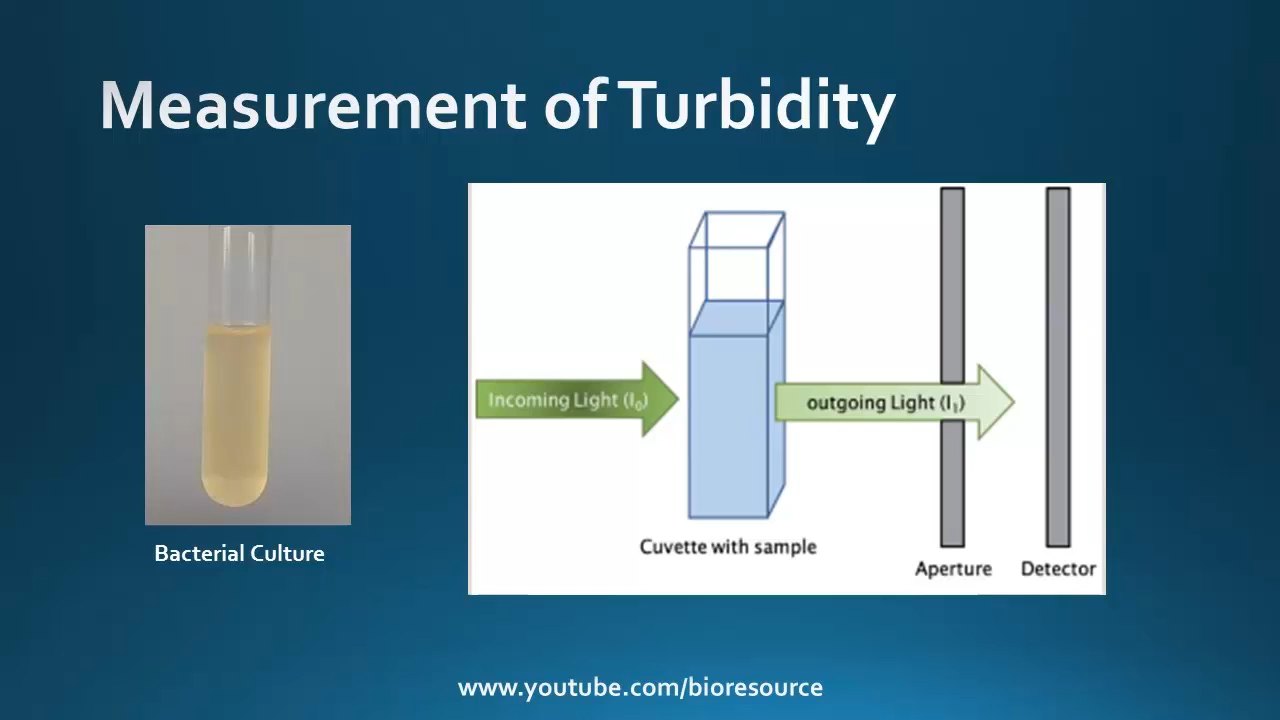 Measurement of Turbidity
Incoming Light (I₀)
outgoing Light (I₁)
Cuvette with sample
Aperture
Detector
Bacterial Culture
www.youtube.com/bioresource